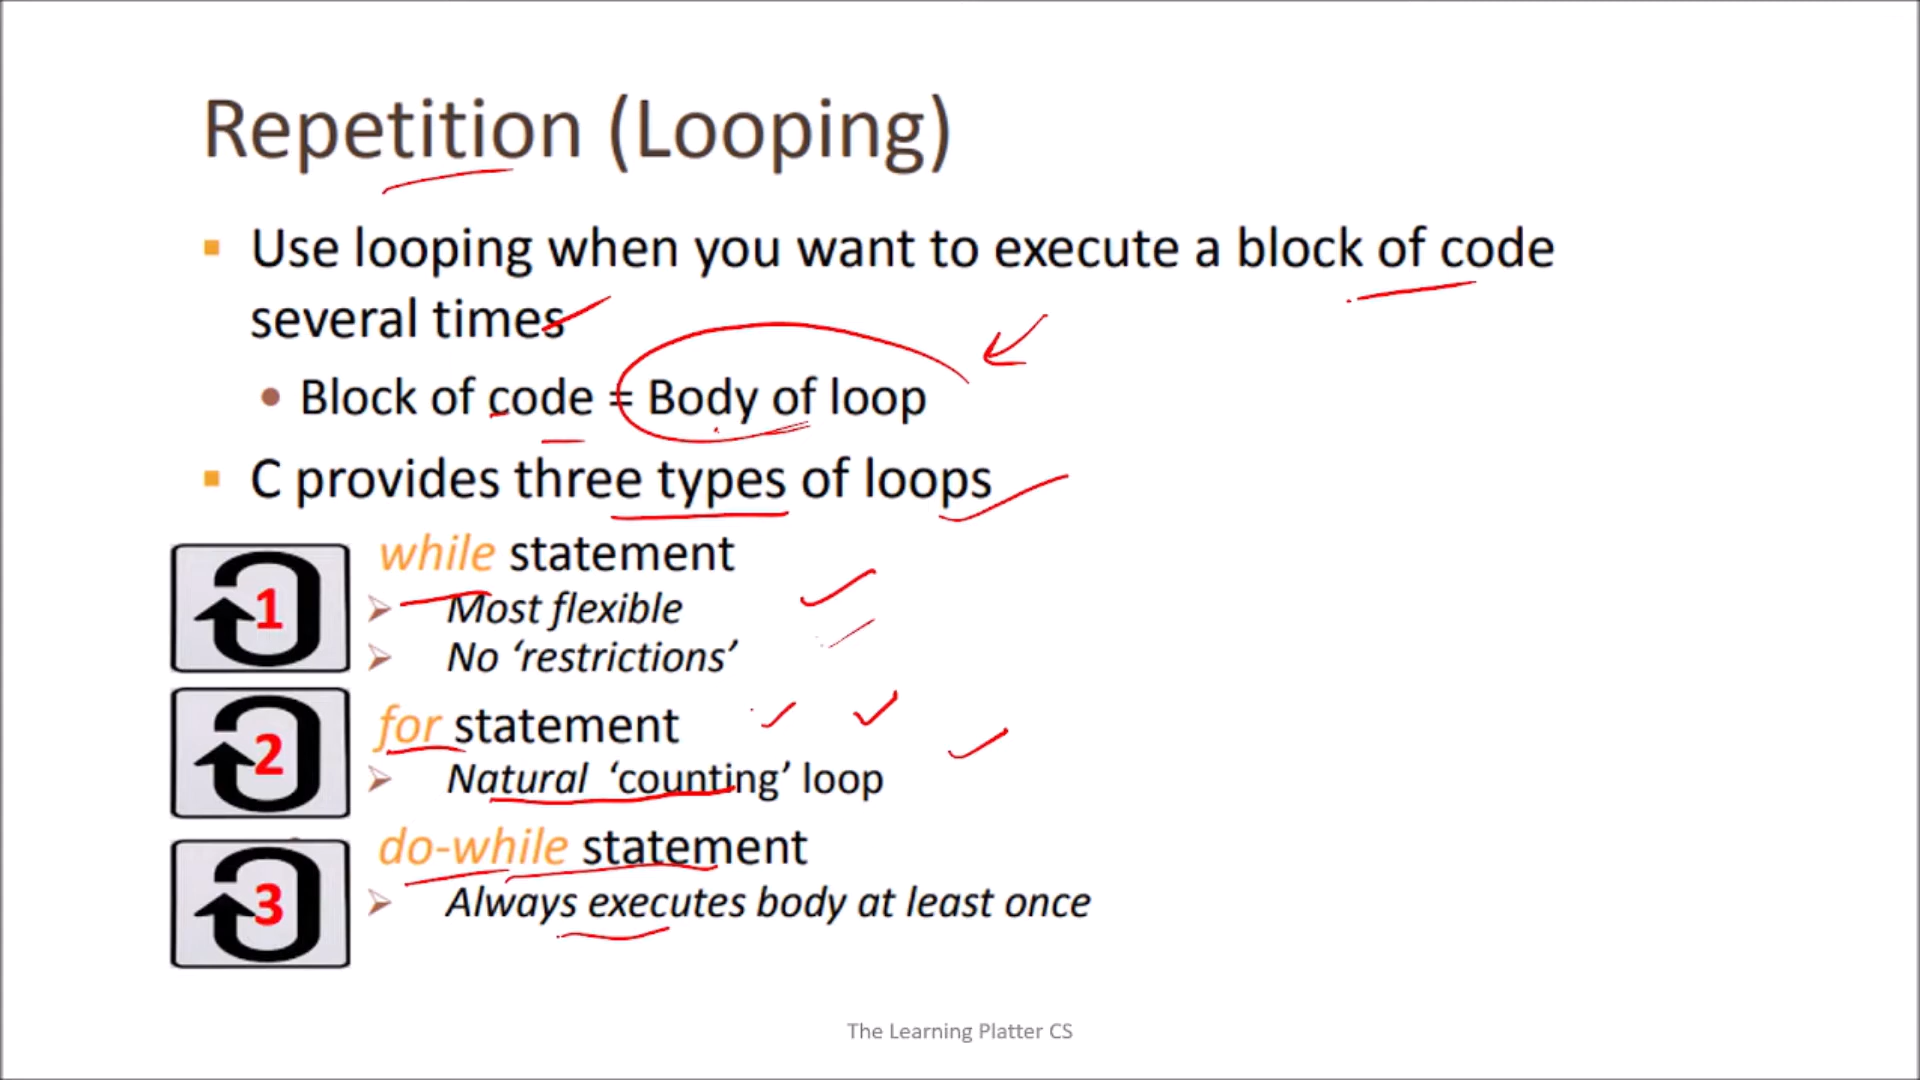 Repetition (Looping)
▪ Use looping when you want to execute a block of code
several times
• Block of code = Body of loop
▪ C provides three types of loops
while statement
1
➢ Most flexible
➢ No ‘restrictions’
for statement
2
➢ Natural ‘counting’ loop
do-while statement
3
➢ Always executes body at least once
The Learning Platter CS